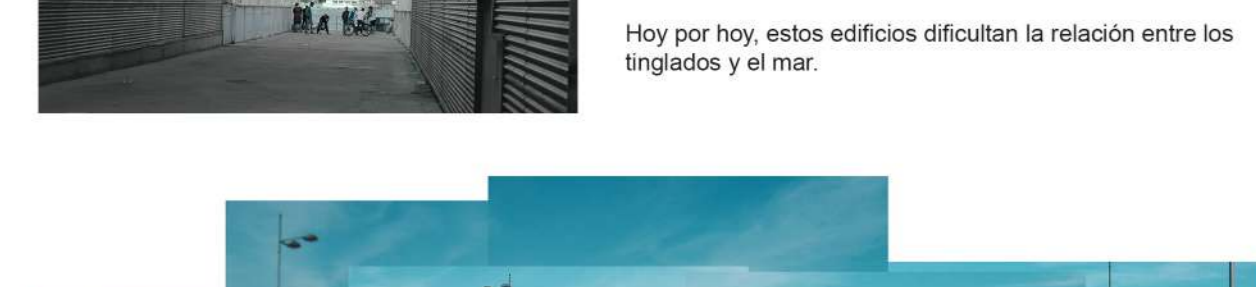 Hoy por hoy, estos edificios dificultan la relación entre los
tinglados y el mar.